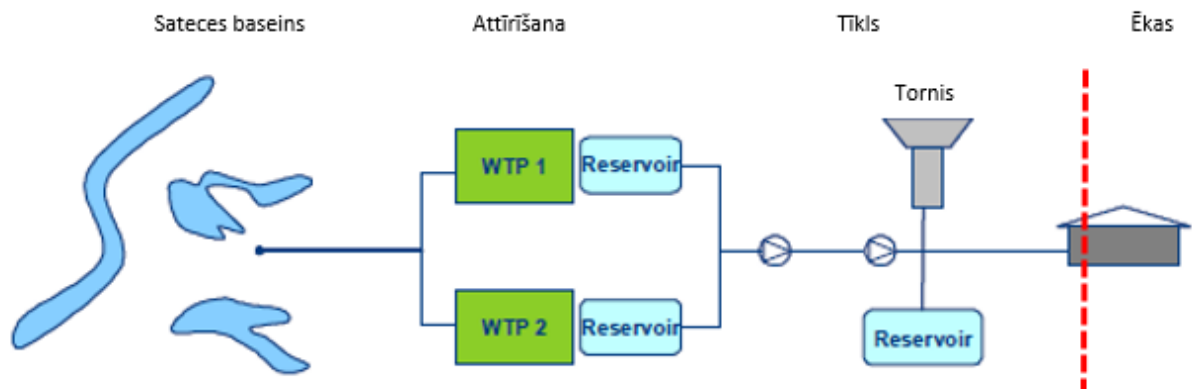 Sateces baseins
Attīrīšana
Tīkls
Ēkas
Tornis
WTP 1
Reservoir
WTP 2
Reservoir
Reservoir